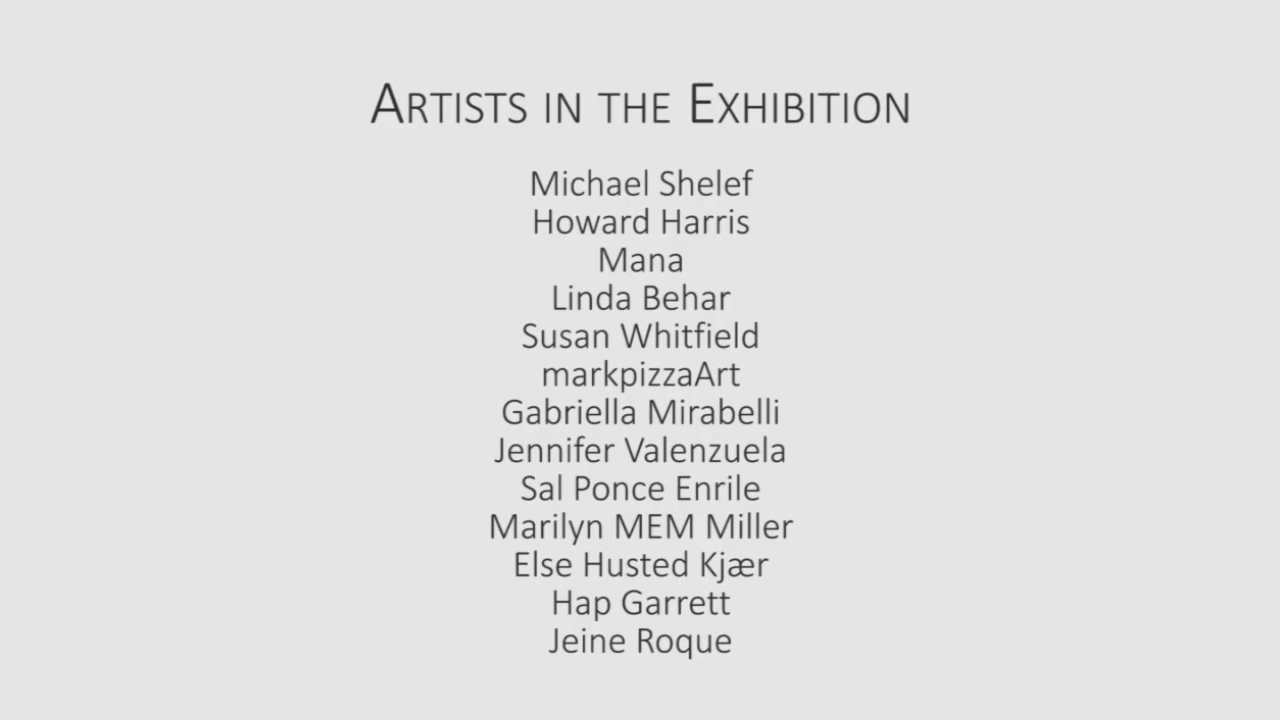 Artists in the Exhibition
Michael Shelef
Howard Harris
Mana
Linda Behar
Susan Whitfield
markpizzaArt
Gabriella Mirabelli
Jennifer Valenzuela
Sal Ponce Enrile
Marilyn MEM Miller
Else Husted Kjær
Hap Garrett
Jeine Roque